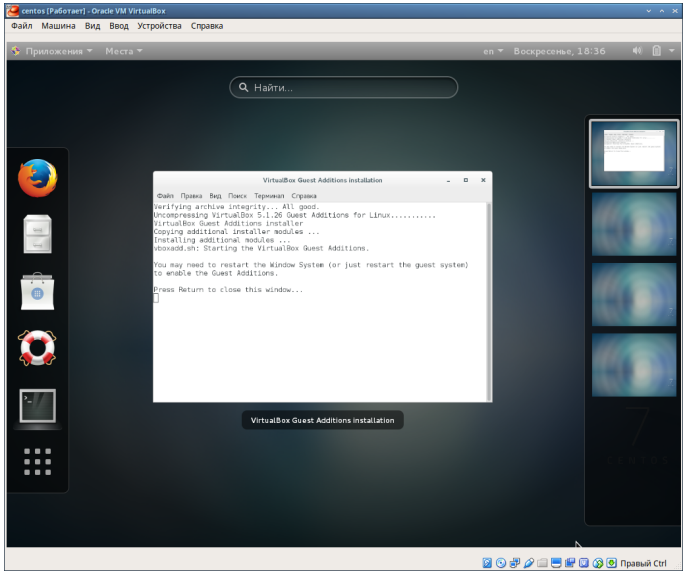 centos [Работает] - Oracle VM VirtualBox
Файл Машина Вид Ввод Устройства Справка
Приложения Места en Воскресенье, 18:36
Найти...
VirtualBox Guest Additions installation
Файл Правка Вид Поиск Терминал Справка
Verifying archive integrity... All good.
Uncompressing VirtualBox 5.1.26 Guest Additions for Linux...........
VirtualBox Guest Additions installer
Copying additional installer modules ...
Installing additional modules ...
vboxadd.sh: Starting the VirtualBox Guest Additions.
You may need to restart the Window System (or just restart the guest system)
to enable the Guest Additions.
Press Return to close this window...
VirtualBox Guest Additions installation
7
CENTOS
Правый Ctrl